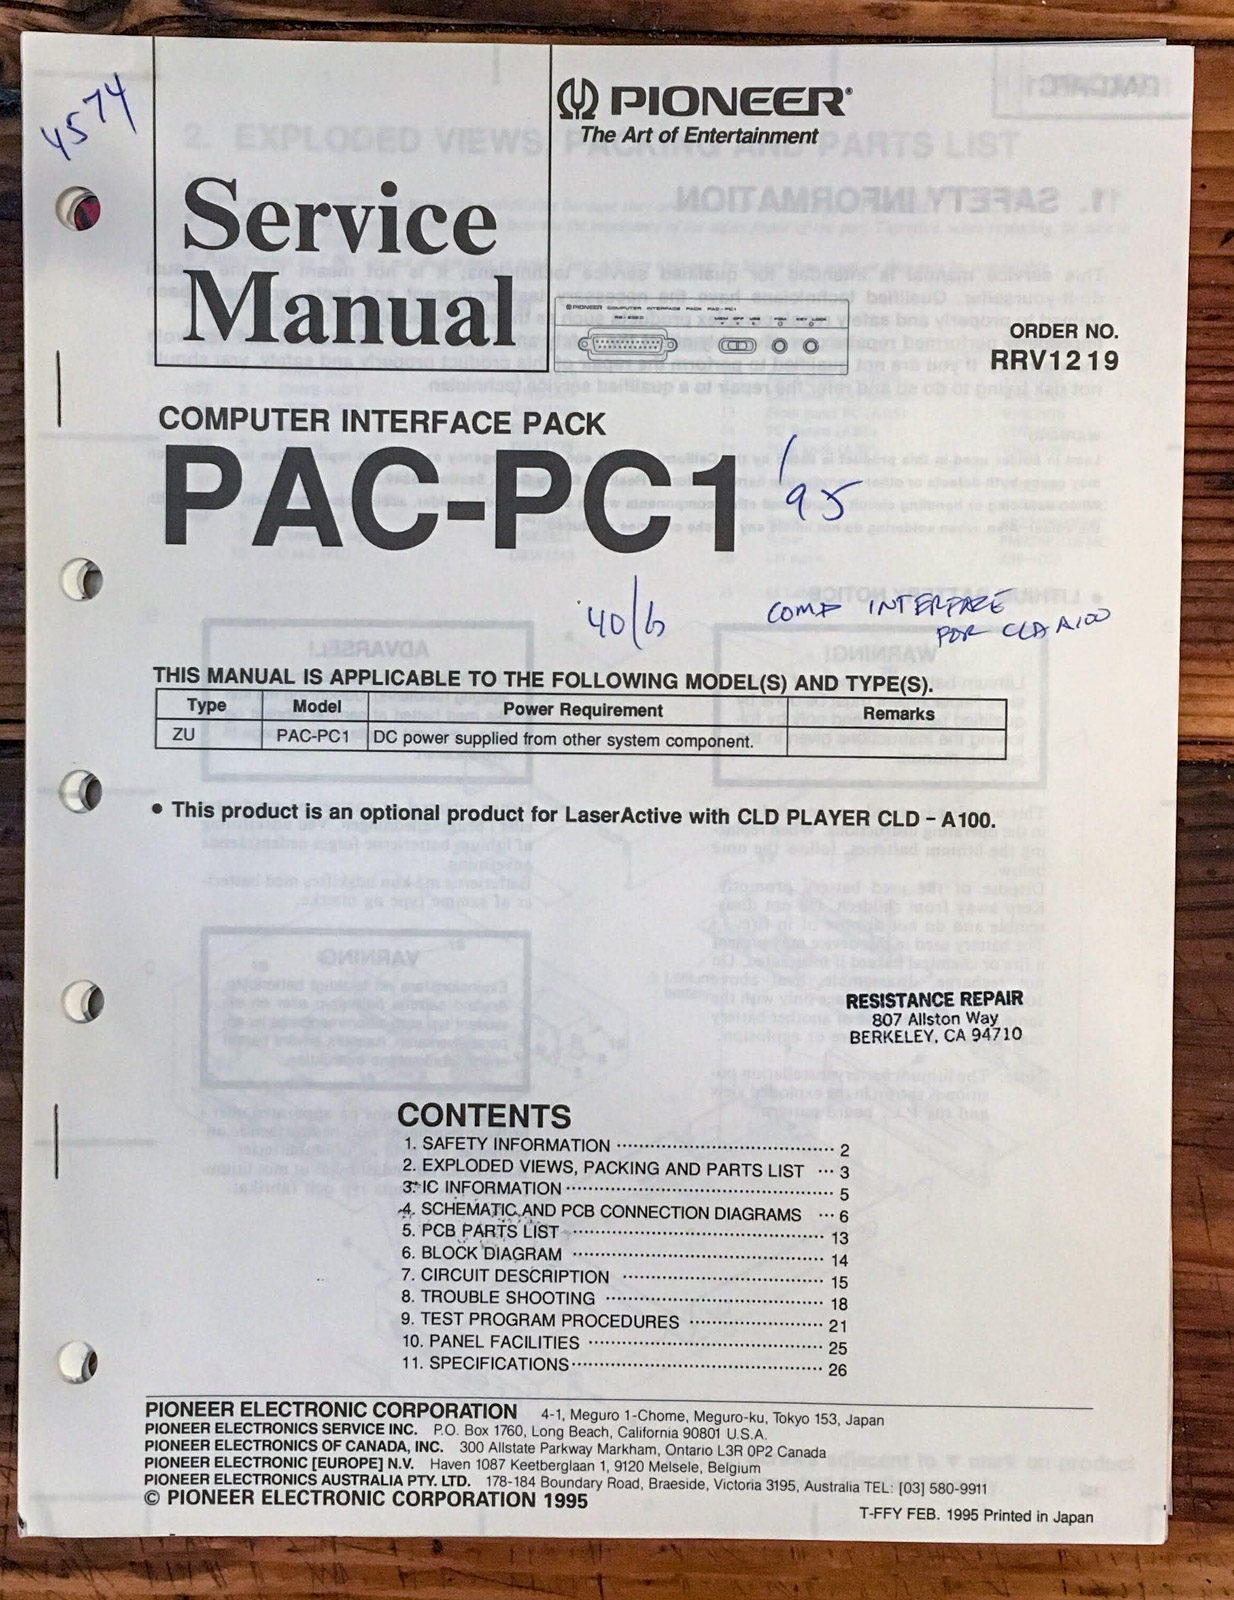 4574
PIONEER®
The Art of Entertainment
Service
Manual
PIONEER COMPUTER INTERFACE PACK PAC-PC1
RS-232C
ORDER NO.
RRV1219
COMPUTER INTERFACE PACK
PAC-PC1
'95
40/6
COMP INTERFACE
FOR CLD A100
THIS MANUAL IS APPLICABLE TO THE FOLLOWING MODEL(S) AND TYPE(S).
Type Model Power Requirement Remarks
ZU PAC-PC1 DC power supplied from other system component.
● This product is an optional product for LaserActive with CLD PLAYER CLD - A100.
RESISTANCE REPAIR
807 Allston Way
BERKELEY, CA 94710
CONTENTS
1. SAFETY INFORMATION ···························· 2
2. EXPLODED VIEWS, PACKING AND PARTS LIST ··· 3
3. IC INFORMATION ···························· 5
4. SCHEMATIC AND PCB CONNECTION DIAGRAMS ··· 6
5. PCB PARTS LIST ···························· 13
6. BLOCK DIAGRAM ···························· 14
7. CIRCUIT DESCRIPTION ···························· 15
8. TROUBLE SHOOTING ···························· 18
9. TEST PROGRAM PROCEDURES ···················· 21
10. PANEL FACILITIES ···························· 25
11. SPECIFICATIONS ···························· 26
PIONEER ELECTRONIC CORPORATION 4-1, Meguro 1-Chome, Meguro-ku, Tokyo 153, Japan
PIONEER ELECTRONICS SERVICE INC. P.O. Box 1760, Long Beach, California 90801 U.S.A.
PIONEER ELECTRONICS OF CANADA, INC. 300 Allstate Parkway Markham, Ontario L3R 0P2 Canada
PIONEER ELECTRONIC [EUROPE] N.V. Haven 1087 Keetberglaan 1, 9120 Melsele, Belgium
PIONEER ELECTRONICS AUSTRALIA PTY. LTD. 178-184 Boundary Road, Braeside, Victoria 3195, Australia TEL: [03] 580-9911
© PIONEER ELECTRONIC CORPORATION 1995
T-FFY FEB. 1995 Printed in Japan